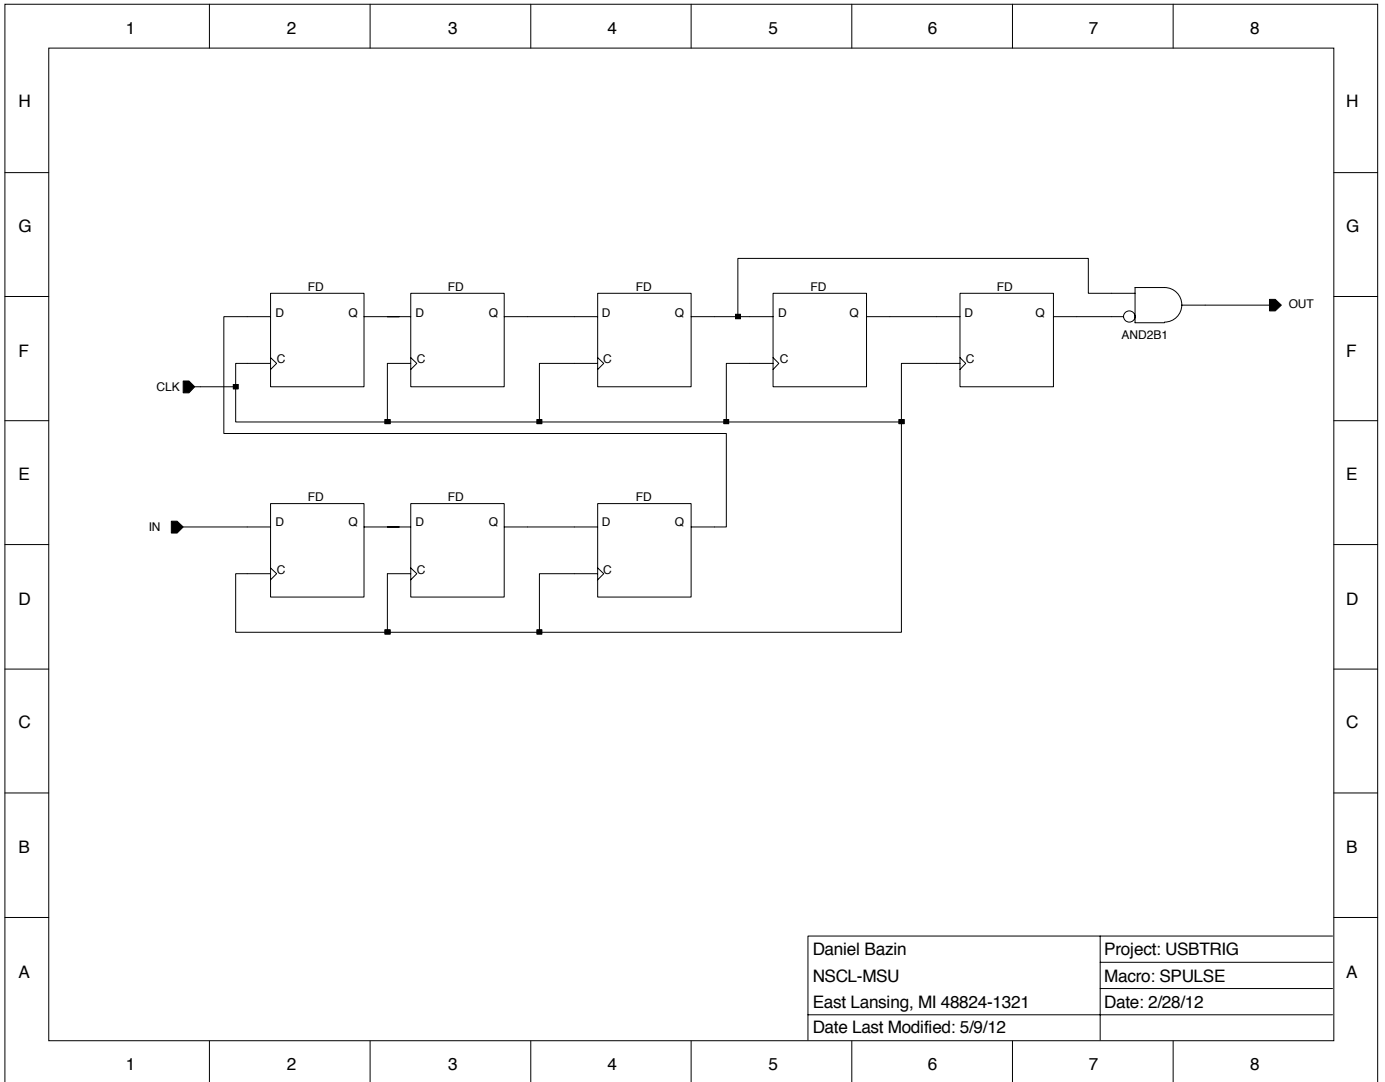 1 2 3 4 5 6 7 8
H H
G G
FD FD FD FD FD
D Q D Q D Q D Q D Q
OUT
AND2B1
F F
C C C C C
CLK
E E
FD FD FD
D Q D Q D Q
IN
C C C
D D
C C
B B
Daniel Bazin Project: USBTRIG
A A
NSCL-MSU Macro: SPULSE
East Lansing, MI 48824-1321 Date: 2/28/12
Date Last Modified: 5/9/12
1 2 3 4 5 6 7 8